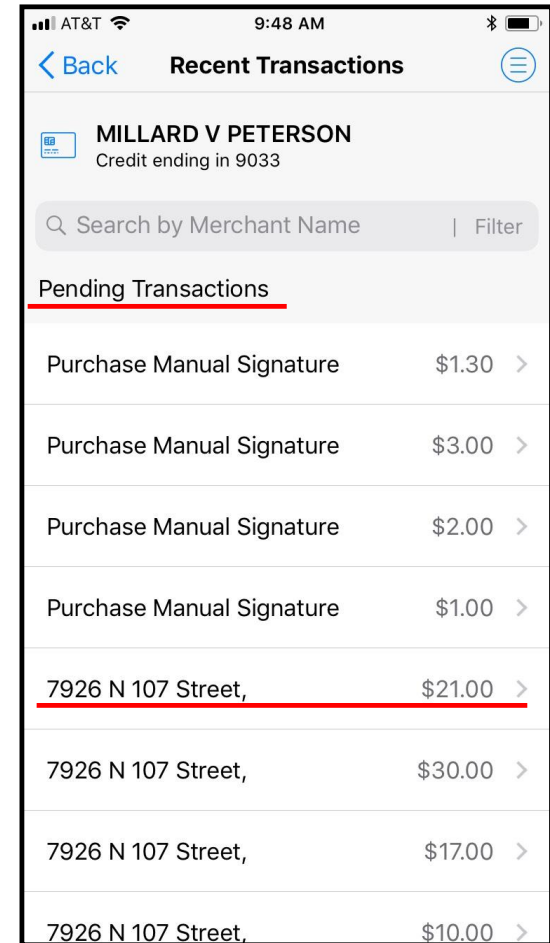 AT&T 9:48 AM
Back Recent Transactions
MILLARD V PETERSON
Credit ending in 9033
Search by Merchant Name | Filter
Pending Transactions
Purchase Manual Signature $1.30
Purchase Manual Signature $3.00
Purchase Manual Signature $2.00
Purchase Manual Signature $1.00
7926 N 107 Street, $21.00
7926 N 107 Street, $30.00
7926 N 107 Street, $17.00
7926 N 107 Street, $10.00